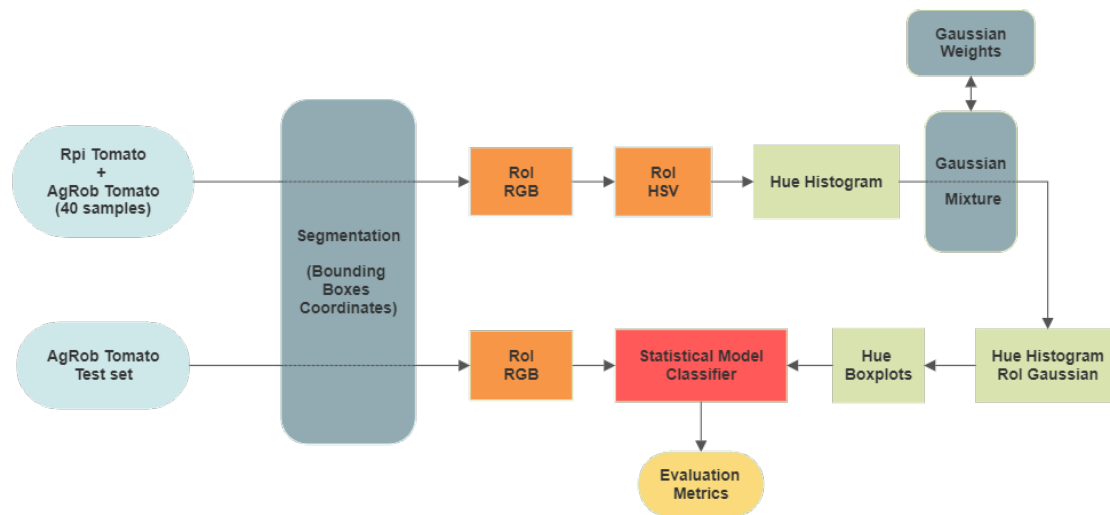 Gaussian
Weights
Rpi Tomato
+
AgRob Tomato
(40 samples)
RoI
RGB
RoI
HSV
Hue Histogram
Gaussian
Mixture
Segmentation
(Bounding
Boxes
Coordinates)
AgRob Tomato
Test set
RoI
RGB
Statistical Model
Classifier
Hue
Boxplots
Hue Histogram
RoI Gaussian
Evaluation
Metrics